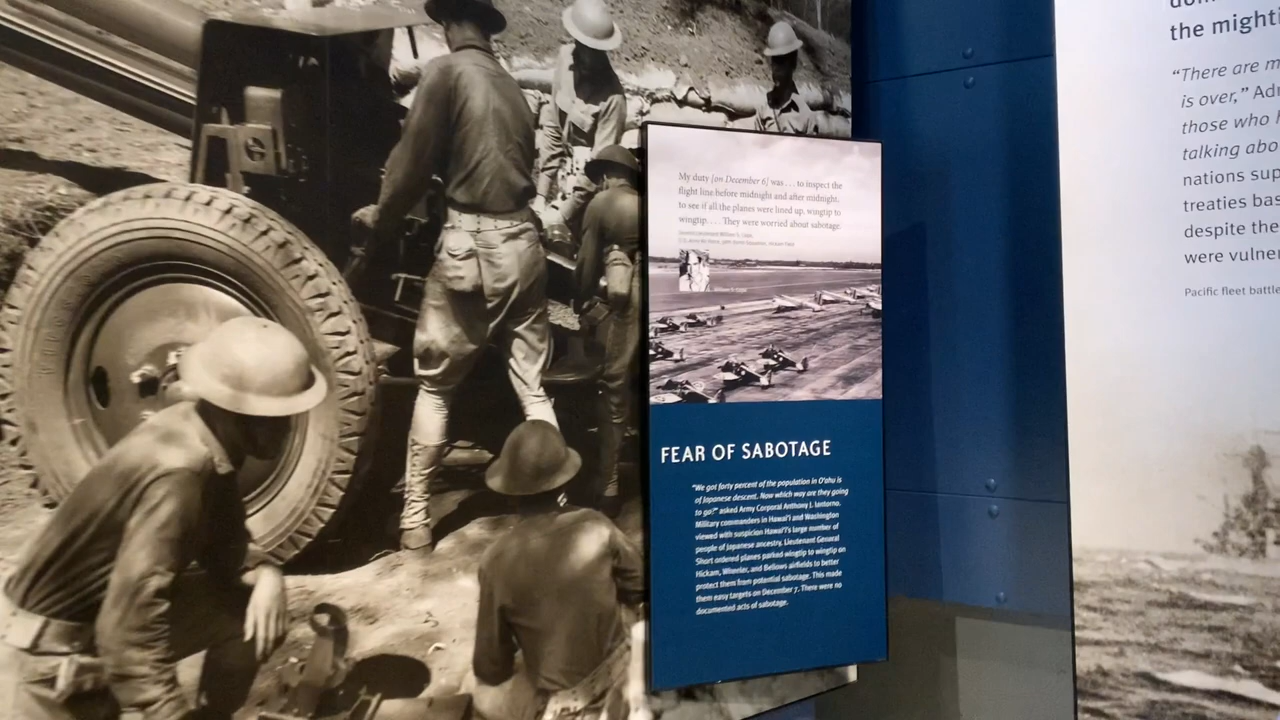 My duty [on December 6] was . . . to inspect the
flight line before midnight and after midnight,
to see if all the planes were lined up, wingtip to
wingtip. . . . They were worried about sabotage.
FEAR OF SABOTAGE
"We got forty percent of the population in O'ahu is
of Japanese descent. Now which way are they going
to go?" asked Army Corporal Anthony J. Iantorno.
Military commanders in Hawai'i and Washington
viewed with suspicion Hawai'i's large number of
people of Japanese ancestry. Lieutenant General
Short ordered planes parked wingtip to wingtip on
Hickam, Wheeler, and Bellows airfields to better
protect them from potential sabotage. This made
them easy targets on December 7. There were no
documented acts of sabotage.
the mighti
"There are m
is over," Adm
those who h
talking abo
nations sup
treaties bas
despite the
were vulner
Pacific fleet battle